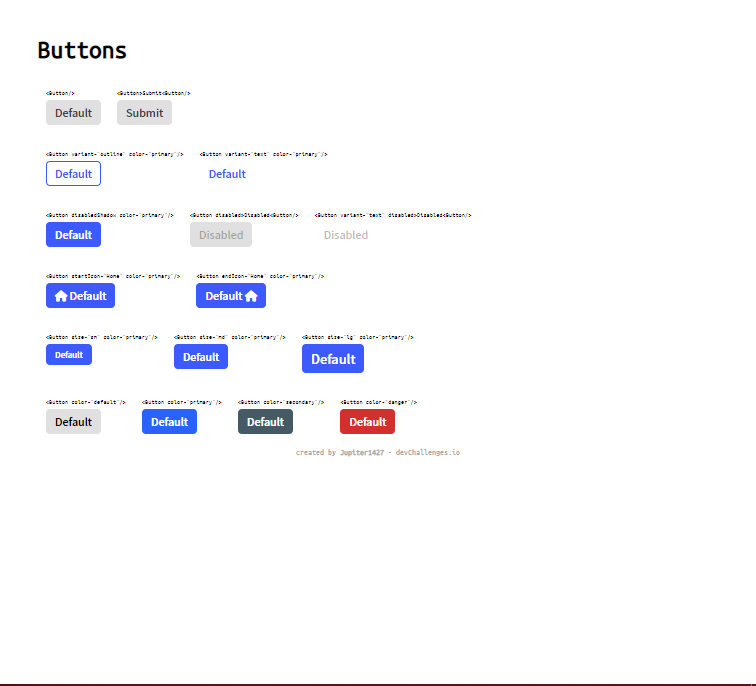 Buttons
<Button/> <Button>Submit<Button/>
Default Submit
<Button variant="outline" color="primary"/> <Button variant="text" color="primary"/>
Default Default
<Button disabledShadow color="primary"/> <Button disabled>Disabled<Button/> <Button variant="text" disabled>Disabled<Button/>
Default Disabled Disabled
<Button startIcon="Home" color="primary"/> <Button endIcon="Home" color="primary"/>
Default Default
<Button size="sm" color="primary"/> <Button size="md" color="primary"/> <Button size="lg" color="primary"/>
Default Default Default
<Button color="default"/> <Button color="primary"/> <Button color="secondary"/> <Button color="danger"/>
Default Default Default Default
created by Jupiter1427 - devChallenges.io